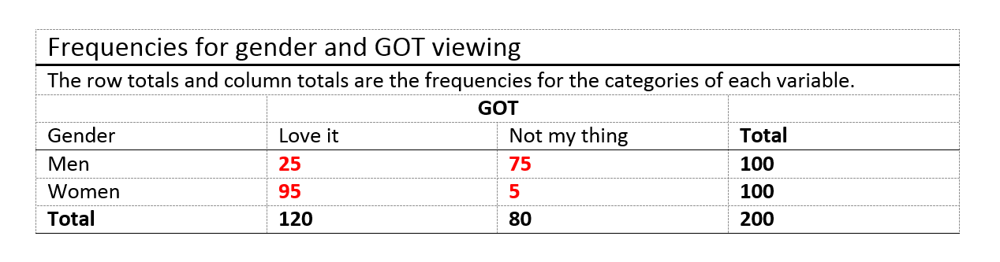 Frequencies for gender and GOT viewing
The row totals and column totals are the frequencies for the categories of each variable.
GOT
Gender Love it Not my thing Total
Men 25 75 100
Women 95 5 100
Total 120 80 200